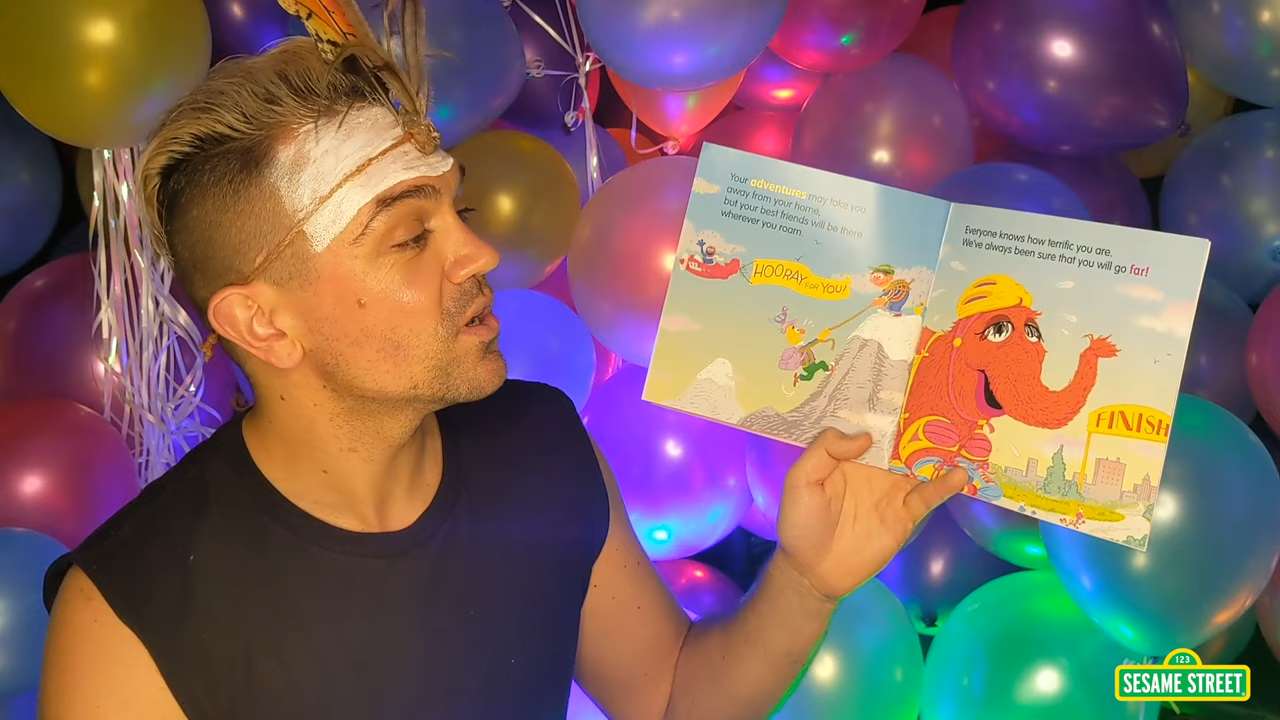 Your adventures may take you
away from your home,
but your best friends will be there
wherever you roam.
HOORAY FOR YOU!
Everyone knows how terrific you are.
We've always been sure that you will go far!
FINISH
123
SESAME STREET